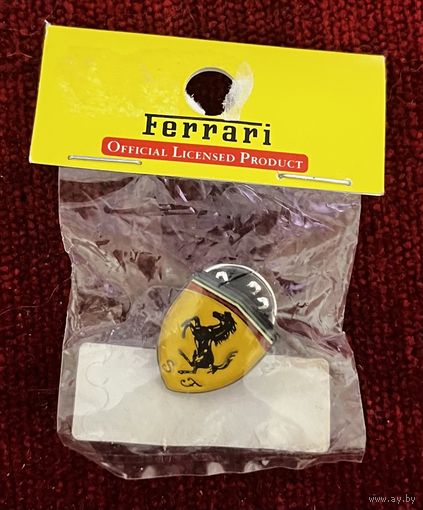 Ferrari
OFFICIAL LICENSED PRODUCT
S F
www.ay.by